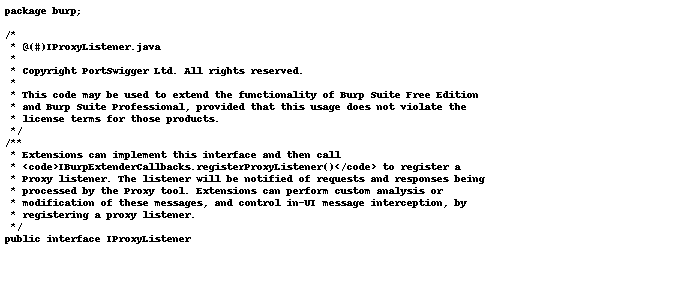 package burp;
/*
 * @(#)IProxyListener.java
 *
 * Copyright PortSwigger Ltd. All rights reserved.
 *
 * This code may be used to extend the functionality of Burp Suite Free Edition
 * and Burp Suite Professional, provided that this usage does not violate the
 * license terms for those products.
 */
/**
 * Extensions can implement this interface and then call
 * <code>IBurpExtenderCallbacks.registerProxyListener()</code> to register a
 * Proxy listener. The listener will be notified of requests and responses being
 * processed by the Proxy tool. Extensions can perform custom analysis or
 * modification of these messages, and control in-UI message interception, by
 * registering a proxy listener.
 */
public interface IProxyListener